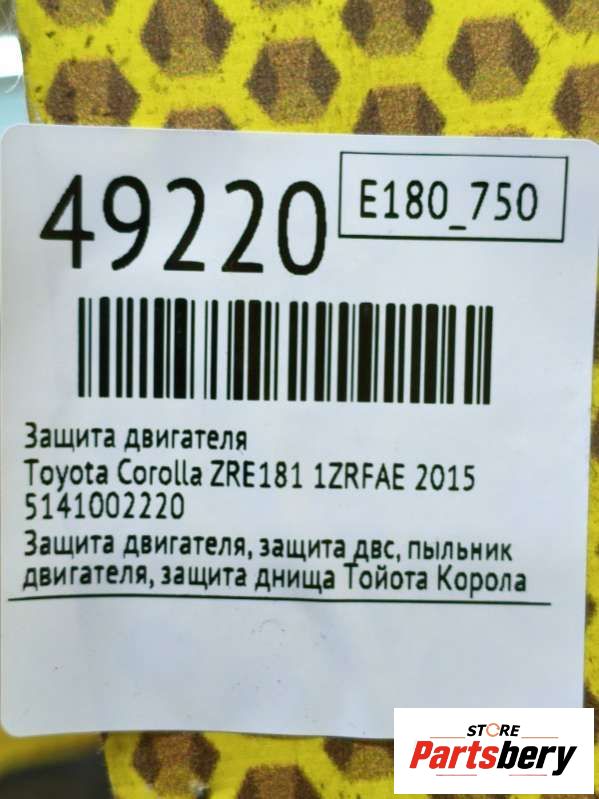 49220
E180_750
Защита двигателя
Toyota Corolla ZRE181 1ZRFAE 2015
5141002220
Защита двигателя, защита двс, пыльник
двигателя, защита днища Тойота Корола
STORE
Partsbery